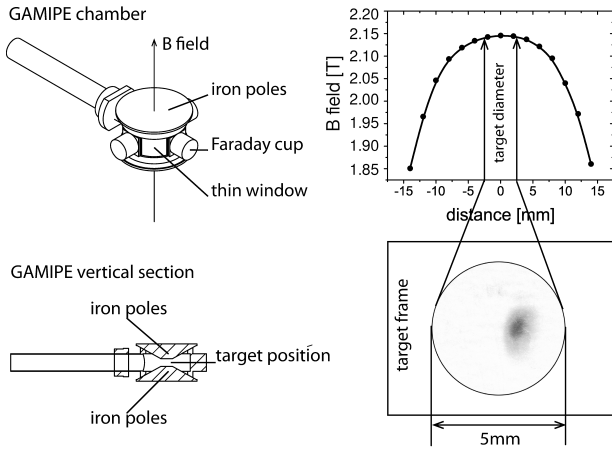 GAMIPE chamber
B field
iron poles
Faraday cup
thin window
GAMIPE vertical section
iron poles
target position
iron poles
B field [T]
2.20
2.15
2.10
2.05
2.00
1.95
1.90
1.85
target diameter
-15 -10 -5 0 5 10 15
distance [mm]
target frame
5mm